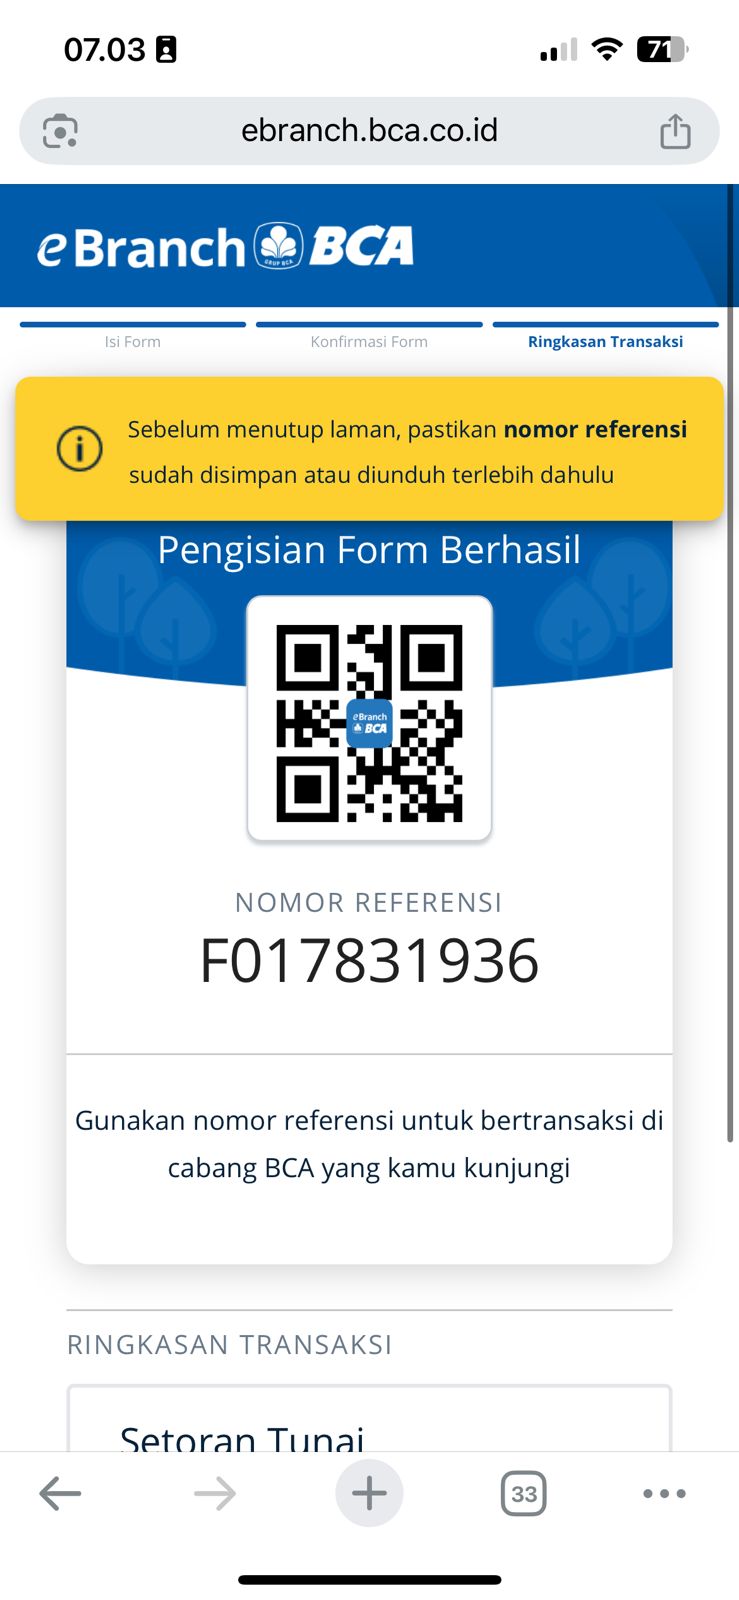 07.03
71
ebranch.bca.co.id
eBranch BCA
GRUP BCA
Isi Form
Konfirmasi Form
Ringkasan Transaksi
Sebelum menutup laman, pastikan nomor referensi
sudah disimpan atau diunduh terlebih dahulu
Pengisian Form Berhasil
eBranch
BCA
NOMOR REFERENSI
F017831936
Gunakan nomor referensi untuk bertransaksi di
cabang BCA yang kamu kunjungi
RINGKASAN TRANSAKSI
Setoran Tunai
33